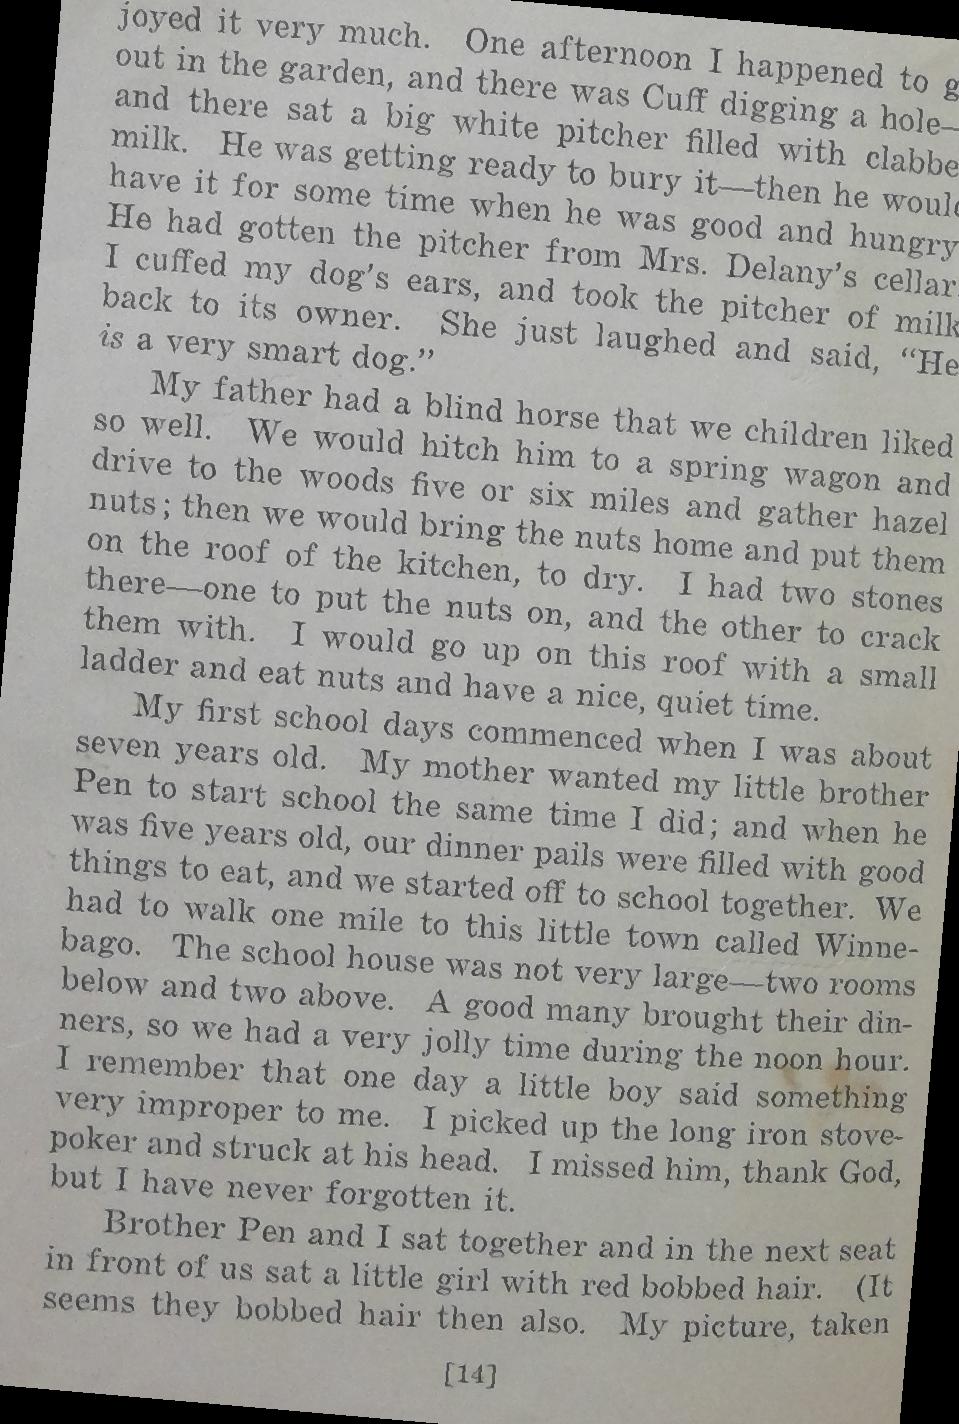 joyed it very much. One afternoon I happened to g
out in the garden, and there was Cuff digging a hole—
and there sat a big white pitcher filled with clabbe
milk. He was getting ready to bury it—then he would
have it for some time when he was good and hungry
He had gotten the pitcher from Mrs. Delany's cellar
I cuffed my dog's ears, and took the pitcher of milk
back to its owner. She just laughed and said, “He
is a very smart dog.”
My father had a blind horse that we children liked
so well. We would hitch him to a spring wagon and
drive to the woods five or six miles and gather hazel
nuts; then we would bring the nuts home and put them
on the roof of the kitchen, to dry. I had two stones
there—one to put the nuts on, and the other to crack
them with. I would go up on this roof with a small
ladder and eat nuts and have a nice, quiet time.
My first school days commenced when I was about
seven years old. My mother wanted my little brother
Pen to start school the same time I did; and when he
was five years old, our dinner pails were filled with good
things to eat, and we started off to school together. We
had to walk one mile to this little town called Winne-
bago. The school house was not very large—two rooms
below and two above. A good many brought their din-
ners, so we had a very jolly time during the noon hour.
I remember that one day a little boy said something
very improper to me. I picked up the long iron stove-
poker and struck at his head. I missed him, thank God,
but I have never forgotten it.
Brother Pen and I sat together and in the next seat
in front of us sat a little girl with red bobbed hair. (It
seems they bobbed hair then also. My picture, taken
[14]